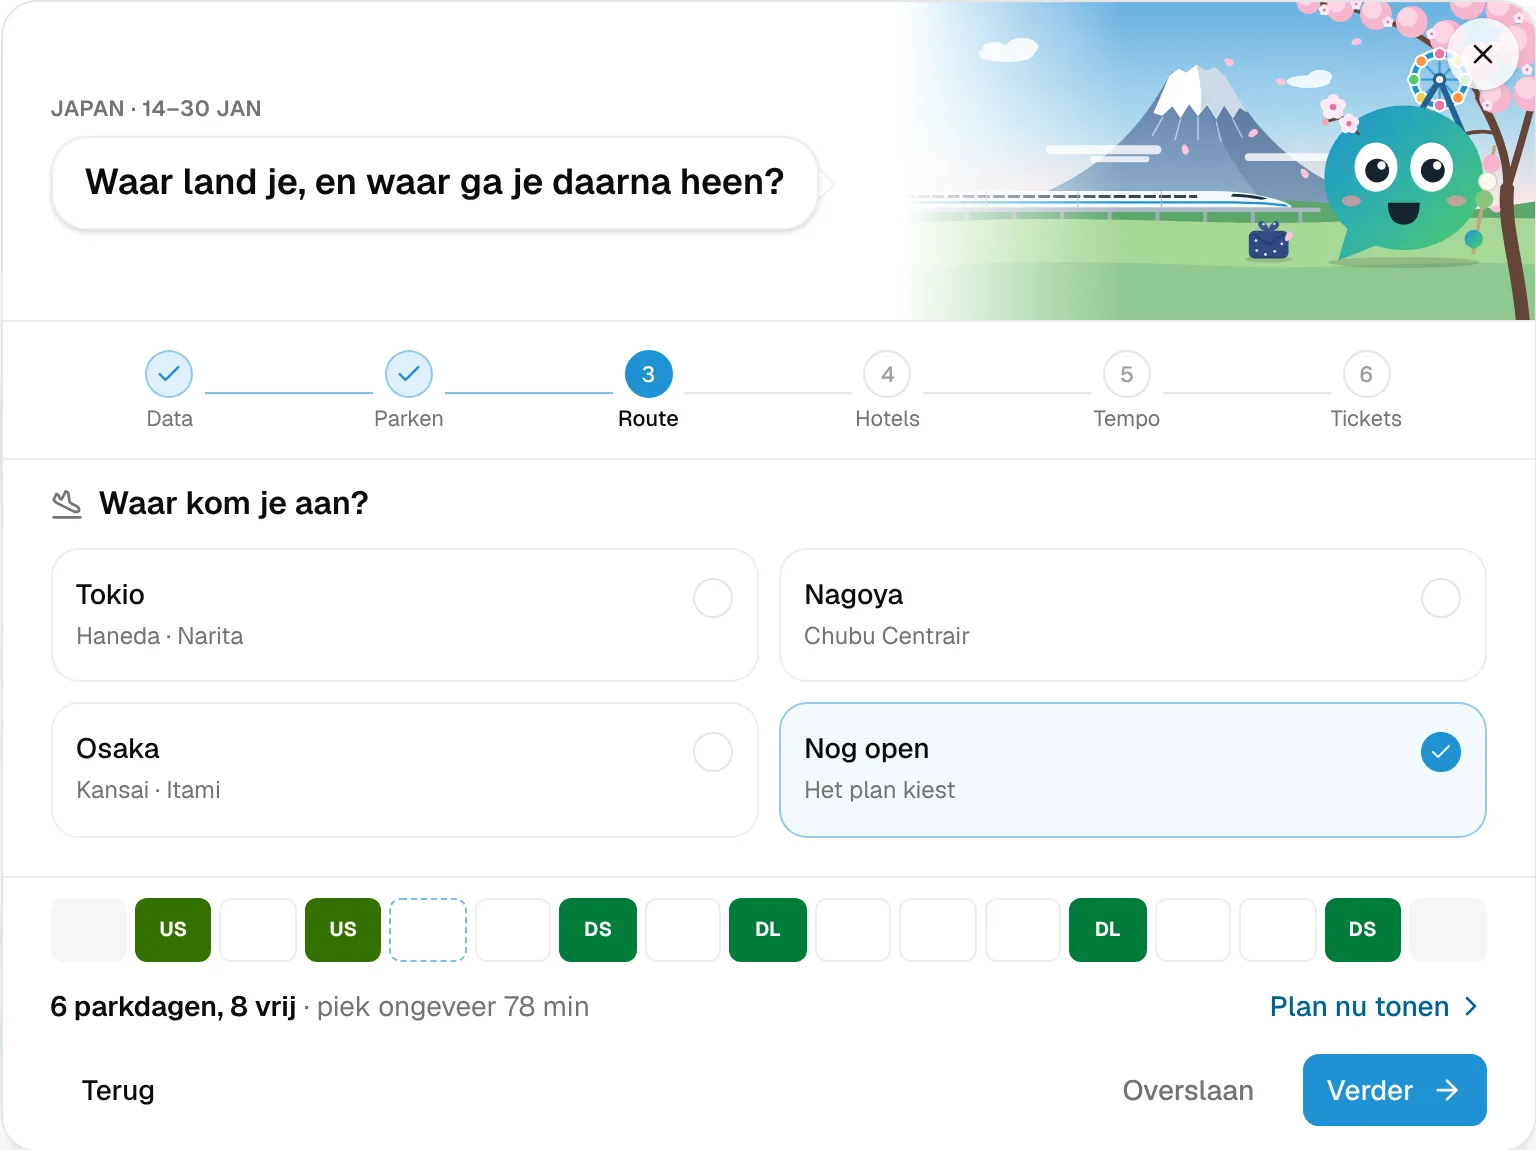 JAPAN · 14–30 JAN
Waar land je, en waar ga je daarna heen?
3
4
5
6
Data
Parken
Route
Hotels
Tempo
Tickets
Waar kom je aan?
Tokio
Haneda · Narita
Nagoya
Chubu Centrair
Osaka
Kansai · Itami
Nog open
Het plan kiest
US US DS DL DL DS
6 parkdagen, 8 vrij · piek ongeveer 78 min
Plan nu tonen
Terug
Overslaan
Verder